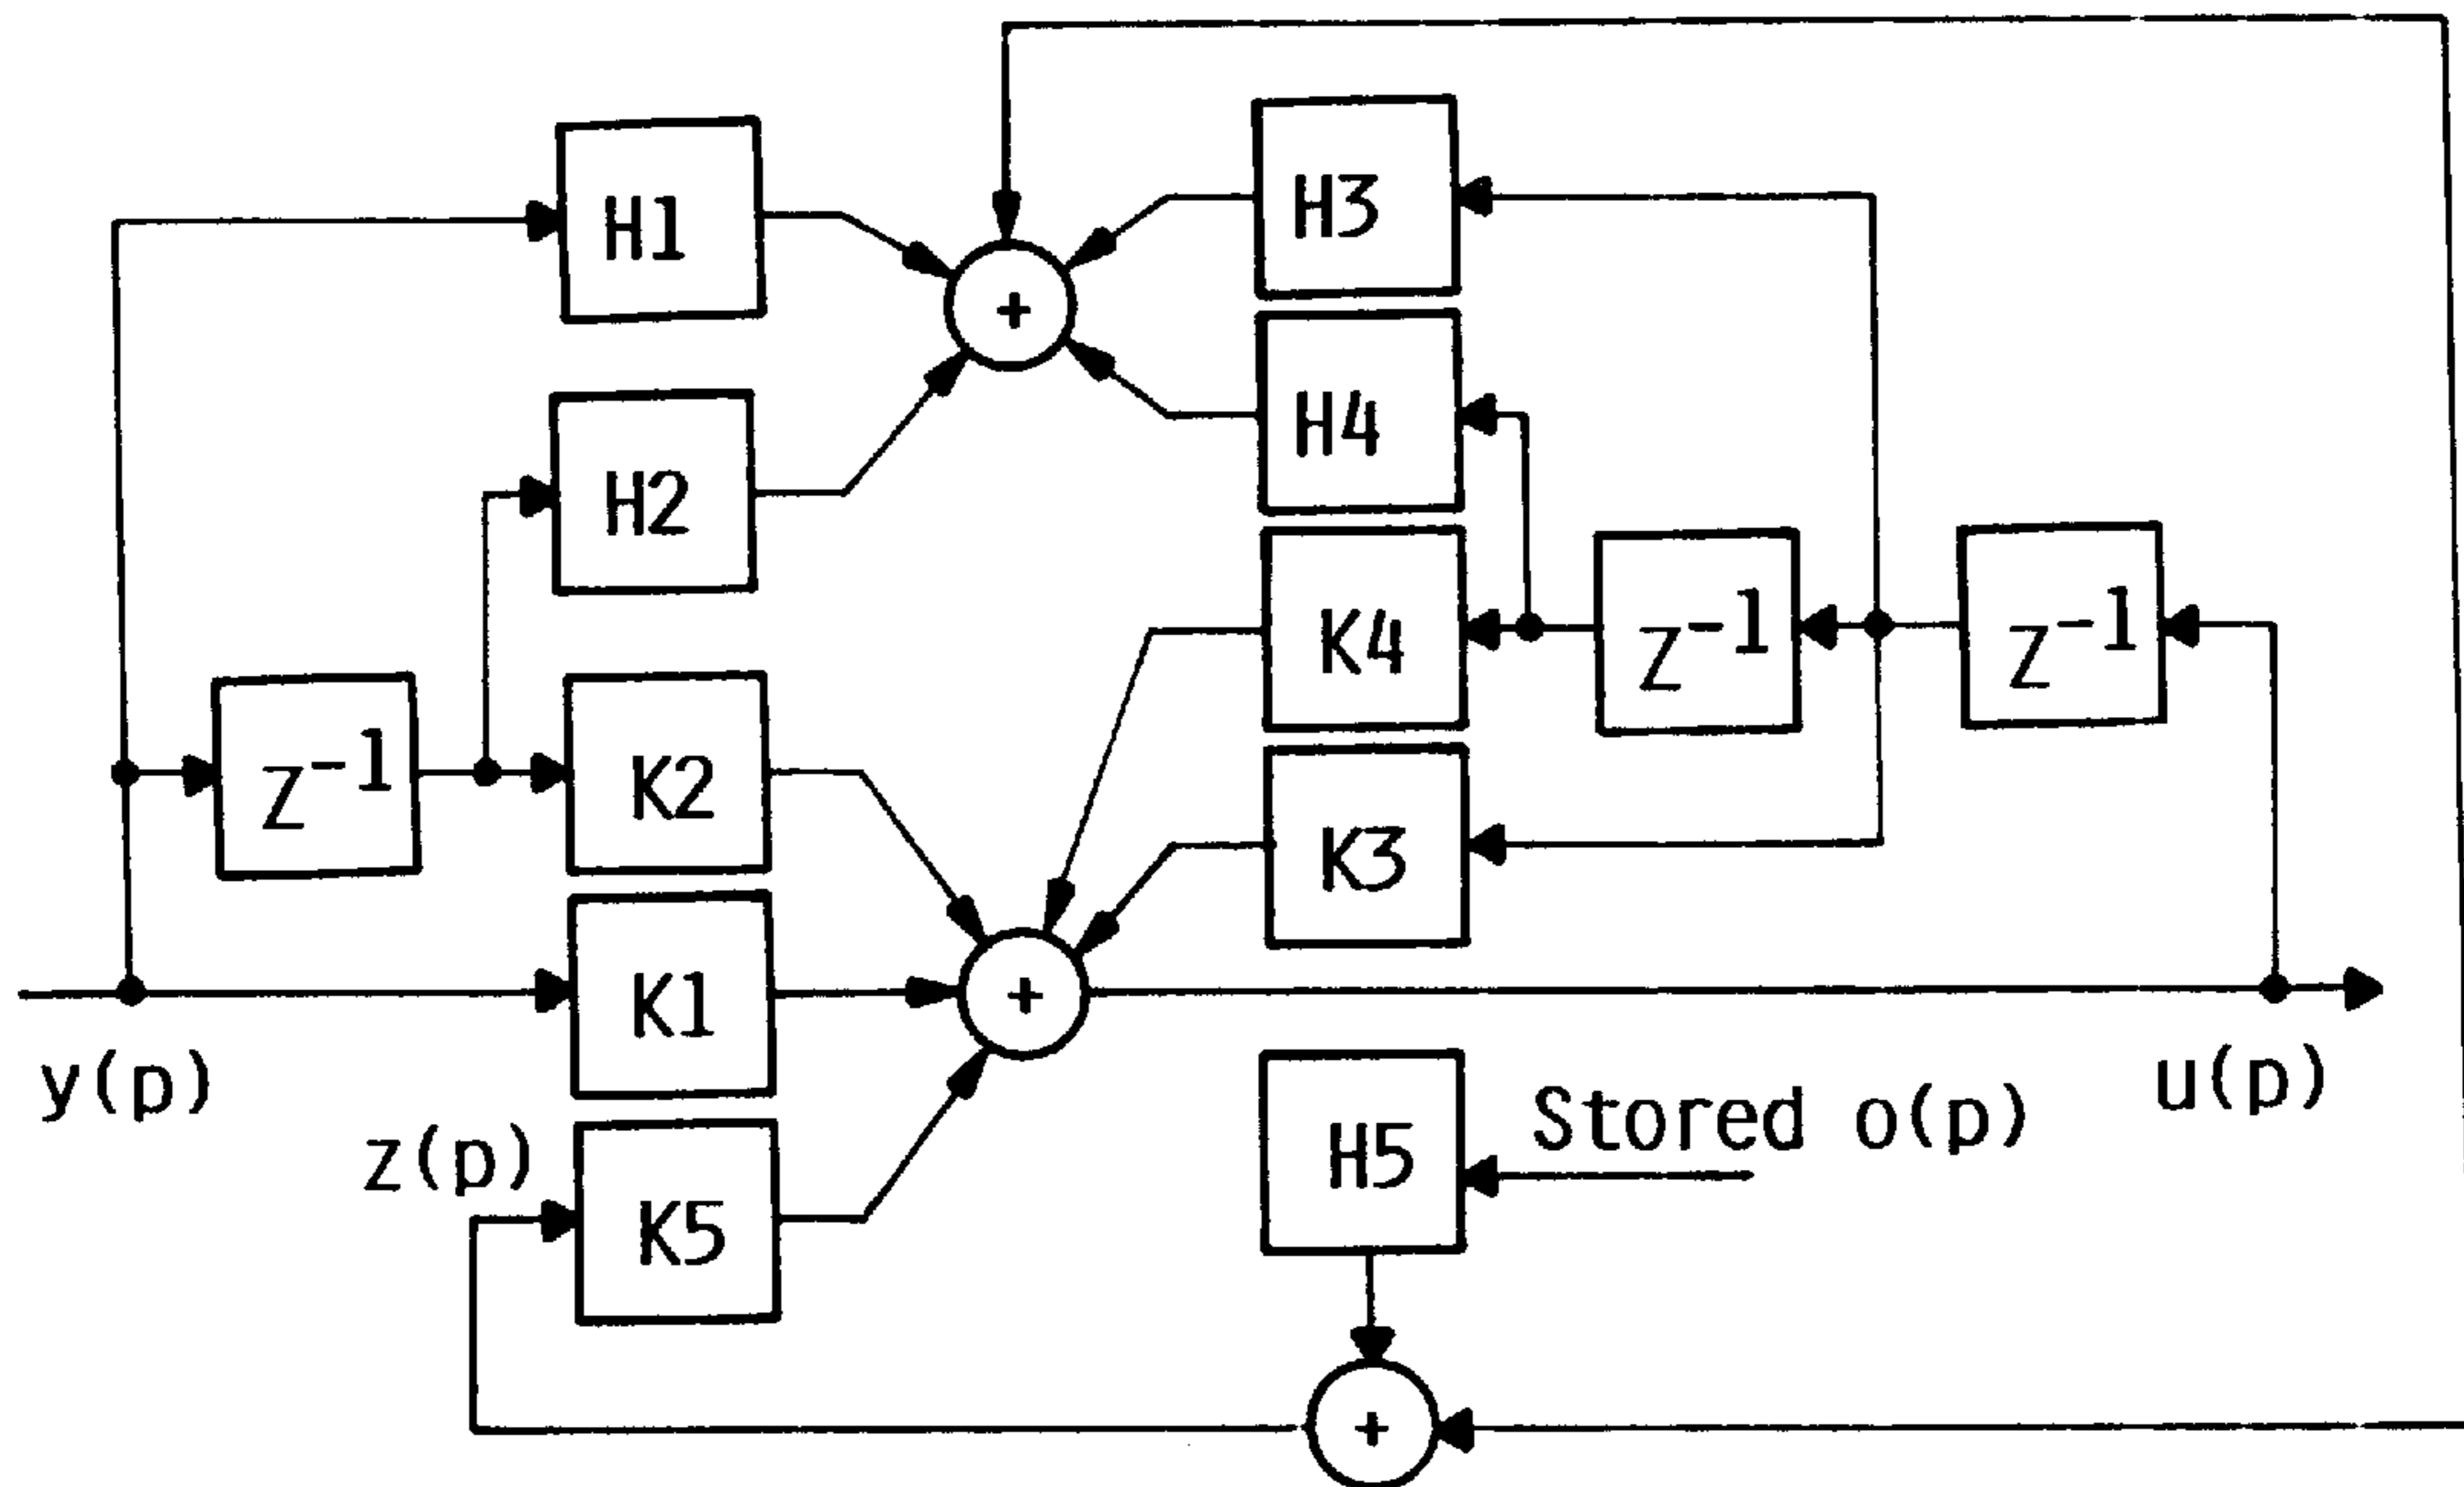 H1
H3
+
H4
H2
K4
z-1
z-1
z-1
K2
K3
K1
+
y(p)
u(p)
H5
Stored o(p)
z(p)
K5
+